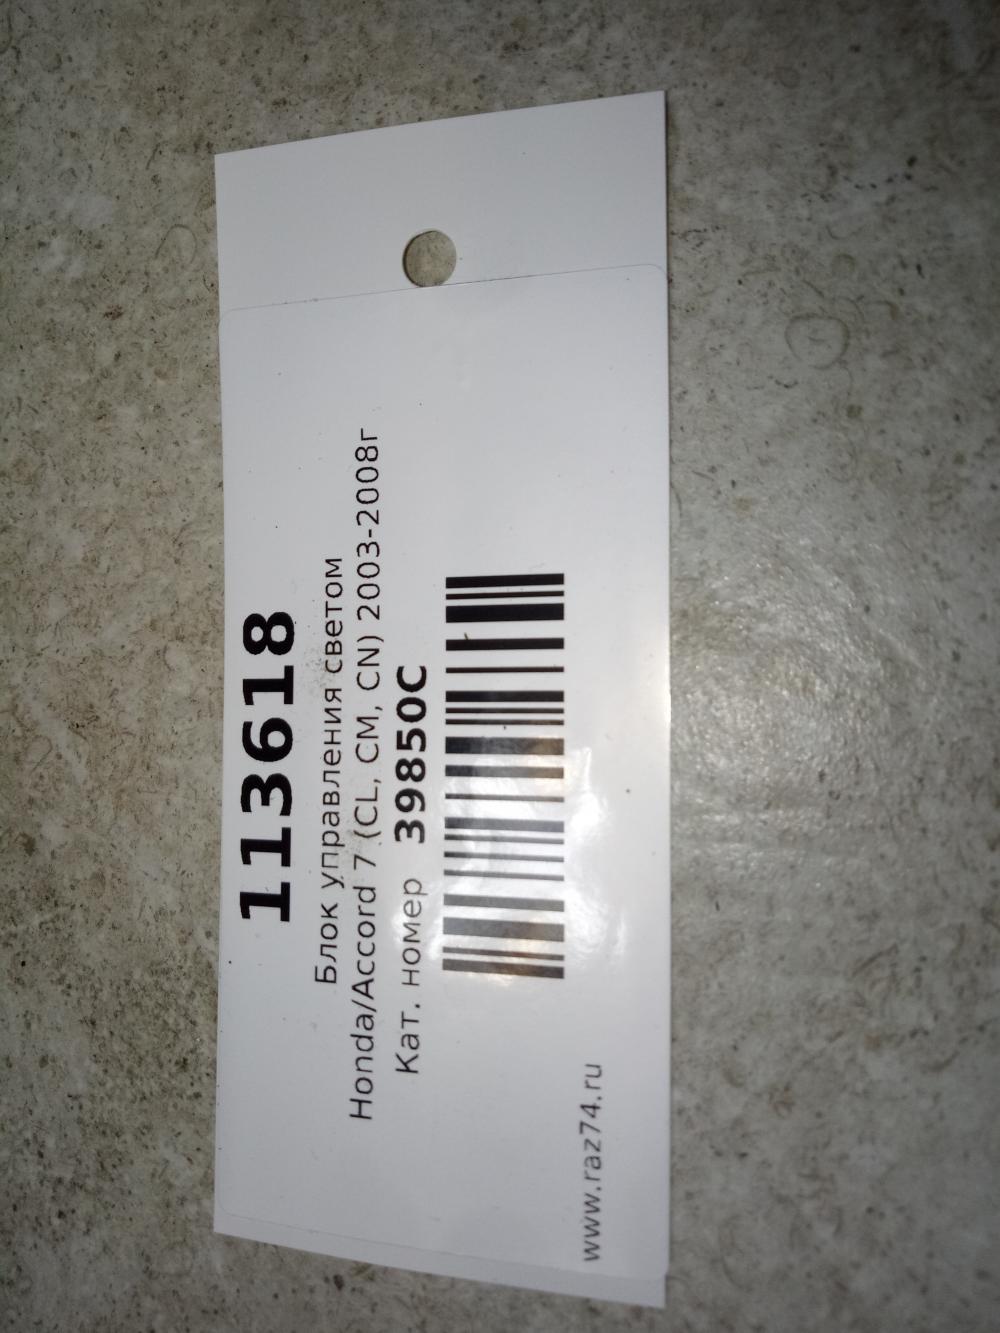 113618
Блок управления светом
Honda/Accord 7 (CL, CM, CN) 2003-2008г
Кат. номер 39850C
www.raz74.ru